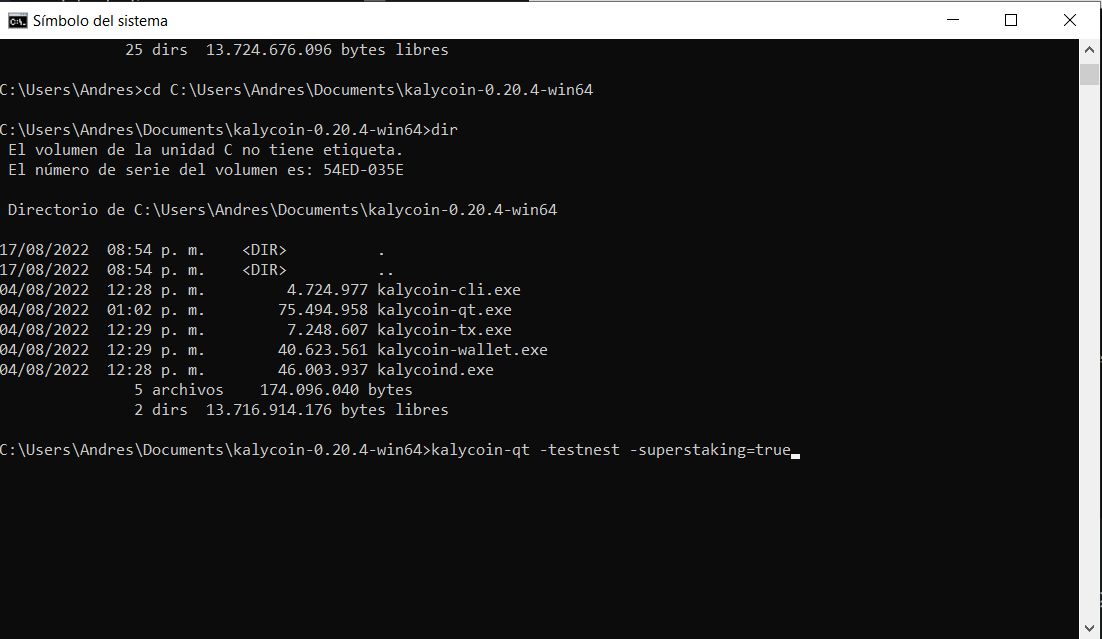 Símbolo del sistema
25 dirs  13.724.676.096 bytes libres
C:\Users\Andres>cd C:\Users\Andres\Documents\kalycoin-0.20.4-win64
C:\Users\Andres\Documents\kalycoin-0.20.4-win64>dir
El volumen de la unidad C no tiene etiqueta.
El número de serie del volumen es: 54ED-035E
Directorio de C:\Users\Andres\Documents\kalycoin-0.20.4-win64
17/08/2022  08:54 p. m.    <DIR>          .
17/08/2022  08:54 p. m.    <DIR>          ..
04/08/2022  12:28 p. m.         4.724.977 kalycoin-cli.exe
04/08/2022  01:02 p. m.        75.494.958 kalycoin-qt.exe
04/08/2022  12:29 p. m.         7.248.607 kalycoin-tx.exe
04/08/2022  12:29 p. m.        40.623.561 kalycoin-wallet.exe
04/08/2022  12:28 p. m.        46.003.937 kalycoind.exe
5 archivos    174.096.040 bytes
2 dirs  13.716.914.176 bytes libres
C:\Users\Andres\Documents\kalycoin-0.20.4-win64>kalycoin-qt -testnest -superstaking=true